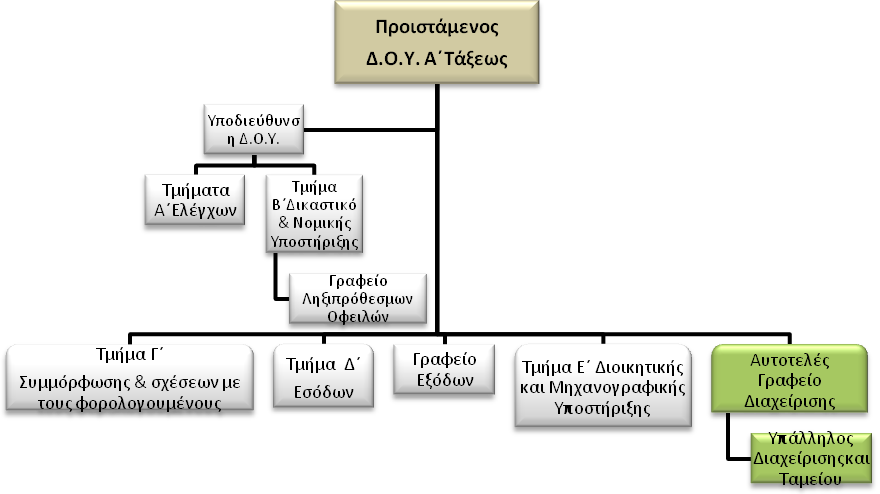 Προιστάμενος
Δ.Ο.Υ. Α΄Τάξεως
Υποδιεύθυνσ
η Δ.Ο.Υ.
Τμήματα
Α΄Ελέγχων
Τμήμα
Β΄Δικαστικό
& Νομικής
Υποστήριξης
Γραφείο
Ληξιπρόθεσμων
Οφειλών
Τμήμα Γ΄
Συμμόρφωσης & σχέσεων με
τους φορολογουμένους
Τμήμα Δ΄
Εσόδων
Γραφείο
Εξόδων
Τμήμα Ε΄ Διοικητικής
και Μηχανογραφικής
Υποστήριξης
Αυτοτελές
Γραφείο
Διαχείρισης
Υπάλληλος
Διαχείρισηςκαι
Ταμείου